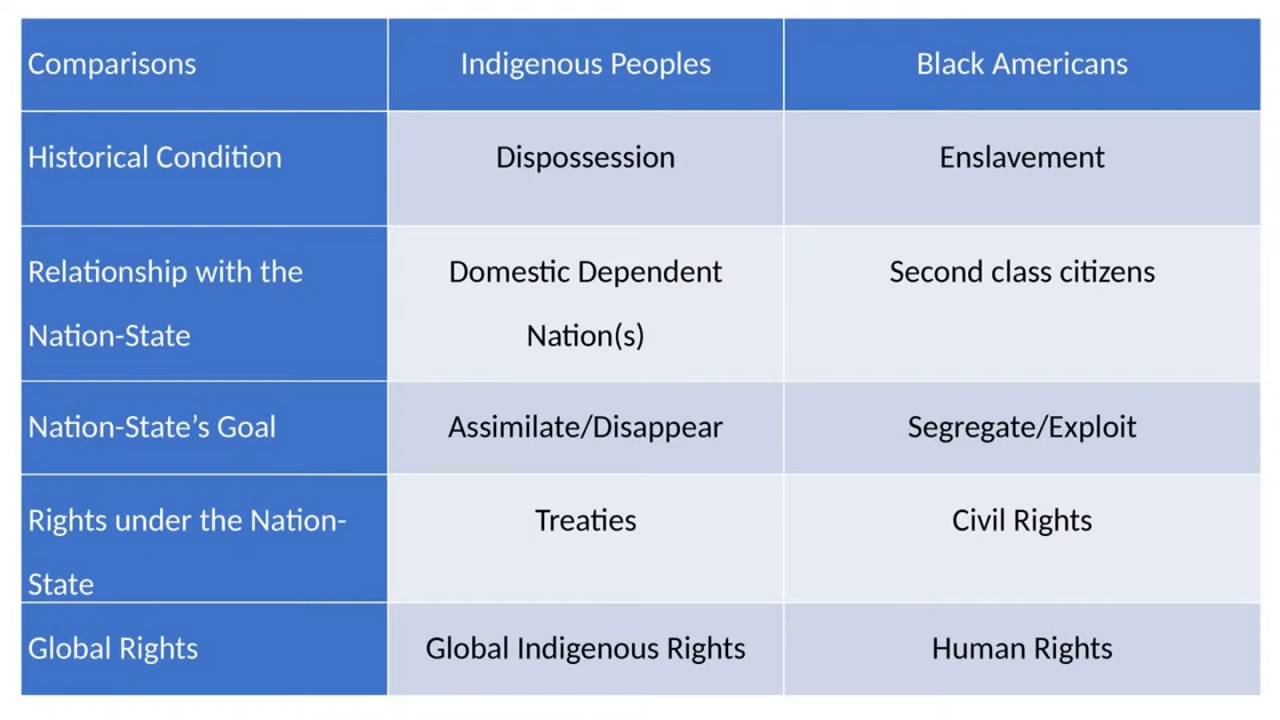 Comparisons Indigenous Peoples Black Americans
Historical Condition Dispossession Enslavement
Relationship with the Domestic Dependent Second class citizens
Nation-State Nation(s)
Nation-State’s Goal Assimilate/Disappear Segregate/Exploit
Rights under the Nation- Treaties Civil Rights
State
Global Rights Global Indigenous Rights Human Rights